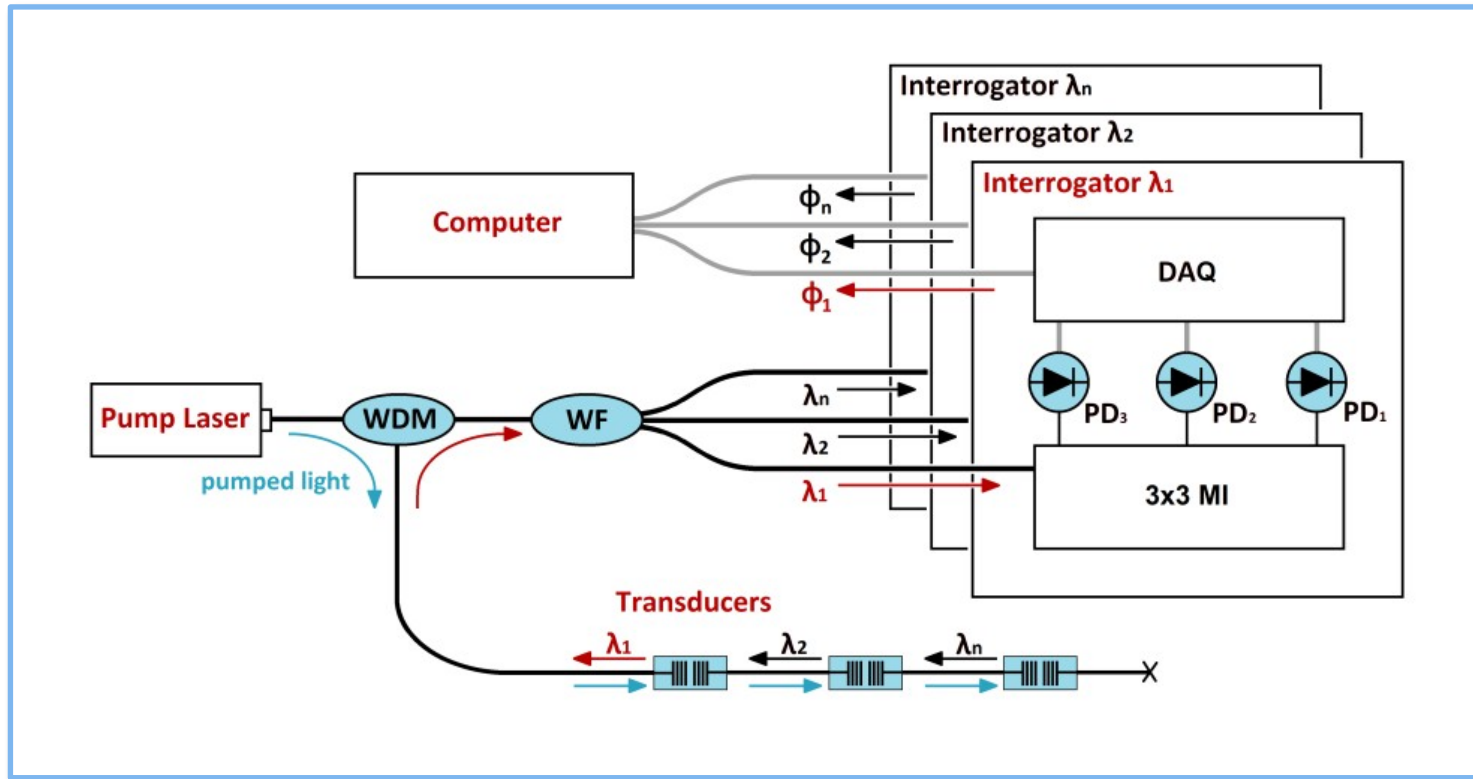 Interrogator λn
Interrogator λ2
Interrogator λ1
Computer
ϕn
ϕ2
ϕ1
DAQ
PD3
PD2
PD1
3x3 MI
Pump Laser
WDM
WF
λn
λ2
λ1
pumped light
Transducers
λ1
λ2
λn